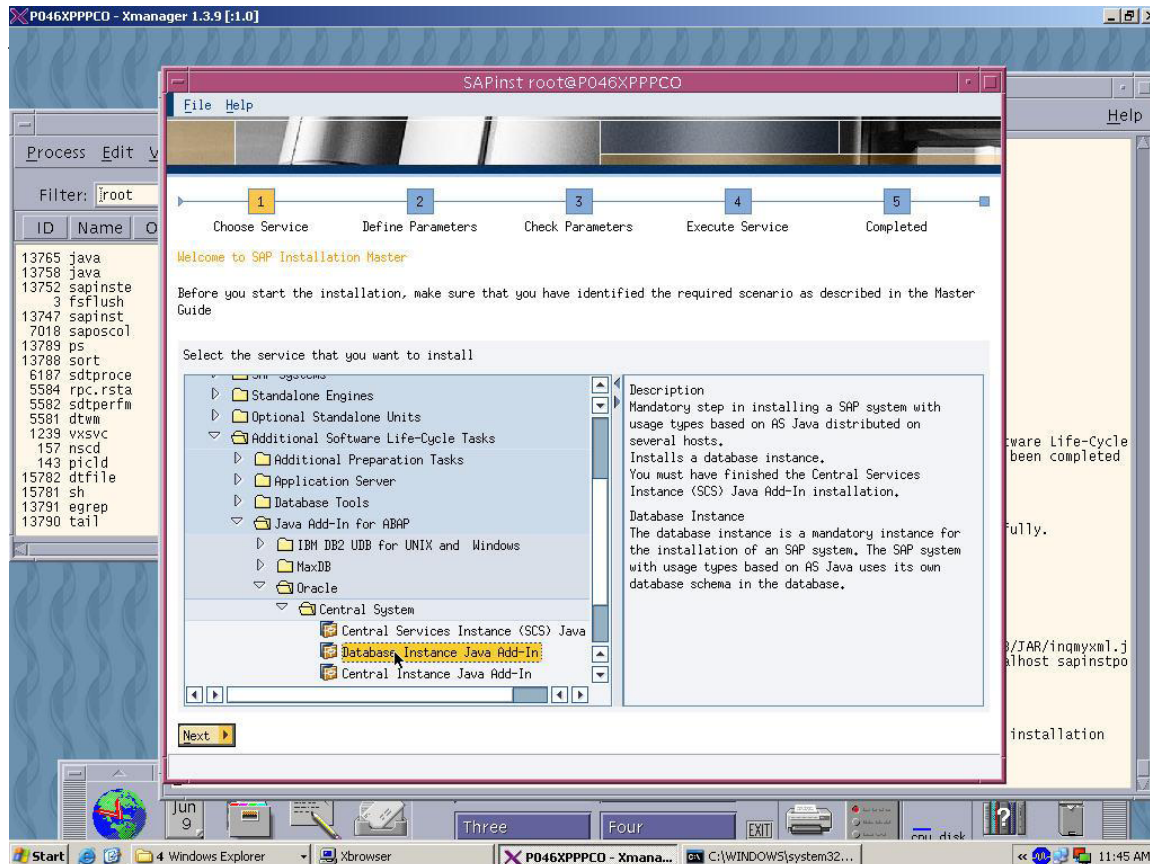 P046XPPPCO - Xmanager 1.3.9 [:1.0]
SAPinst root@P046XPPPCO
File Help
Help
Process Edit V
Filter: root
ID Name O
13765 java
13758 java
13752 sapinste
3 fsflush
13747 sapinst
7018 saposcol
13789 ps
13788 sort
6187 sdtproce
5584 rpc.rsta
5582 sdtperfm
5581 dtwm
1239 vxsvc
157 nscd
143 picld
15782 dtfile
15781 sh
13791 egrep
13790 tail
1 2 3 4 5
Choose Service Define Parameters Check Parameters Execute Service Completed
Welcome to SAP Installation Master
Before you start the installation, make sure that you have identified the required scenario as described in the Master
Guide
Select the service that you want to install
SAP Systems
Standalone Engines
Optional Standalone Units
Additional Software Life-Cycle Tasks
Additional Preparation Tasks
Application Server
Database Tools
Java Add-In for ABAP
IBM DB2 UDB for UNIX and Windows
MaxDB
Oracle
Central System
Central Services Instance (SCS) Java
Database Instance Java Add-In
Central Instance Java Add-In
Description
Mandatory step in installing a SAP system with
usage types based on AS Java distributed on
several hosts.
Installs a database instance.
You must have finished the Central Services
Instance (SCS) Java Add-In installation.
Database Instance
The database instance is a mandatory instance for
the installation of an SAP system. The SAP system
with usage types based on AS Java uses its own
database schema in the database.
Next
tware Life-Cycle
been completed
fully.
/JAR/inqmyxml.j
alhost sapinstpo
installation
Jun
9
Three Four EXIT cpu disk
Start 4 Windows Explorer Xbrowser P046XPPPCO - Xmana... C:\WINDOWS\system32... 11:45 AM